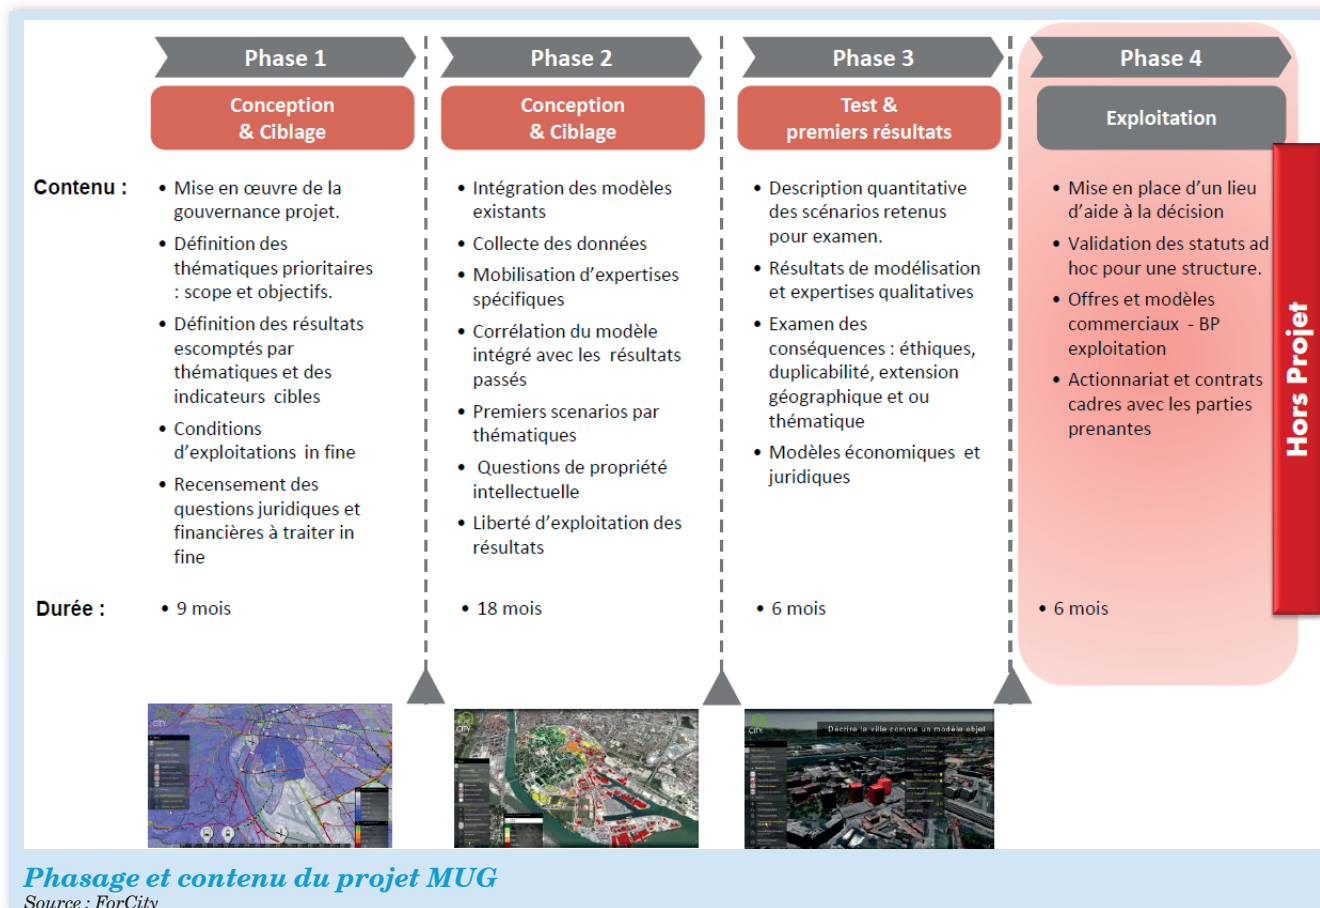 Phase 1
Phase 2
Phase 3
Phase 4
Conception
& Ciblage
Conception
& Ciblage
Test &
premiers résultats
Exploitation
Contenu :
• Mise en œuvre de la
gouvernance projet.
• Définition des
thématiques prioritaires
: scope et objectifs.
• Définition des résultats
escomptés par
thématiques et des
indicateurs cibles
• Conditions
d’exploitations in fine
• Recensement des
questions juridiques et
financières à traiter in
fine
• Intégration des modèles
existants
• Collecte des données
• Mobilisation d’expertises
spécifiques
• Corrélation du modèle
intégré avec les résultats
passés
• Premiers scenarios par
thématiques
• Questions de propriété
intellectuelle
• Liberté d’exploitation des
résultats
• Description quantitative
des scénarios retenus
pour examen.
• Résultats de modélisation
et expertises qualitatives
• Examen des
conséquences : éthiques,
duplicabilité, extension
géographique et ou
thématique
• Modèles économiques et
juridiques
• Mise en place d’un lieu
d’aide à la décision
• Validation des statuts ad
hoc pour une structure.
• Offres et modèles
commerciaux - BP
exploitation
• Actionnariat et contrats
cadres avec les parties
prenantes
Hors Projet
Durée :
• 9 mois
• 18 mois
• 6 mois
• 6 mois
CITY
CITY
CITY
Décrire la ville comme un modèle objet
Phasage et contenu du projet MUG
Source : ForCity